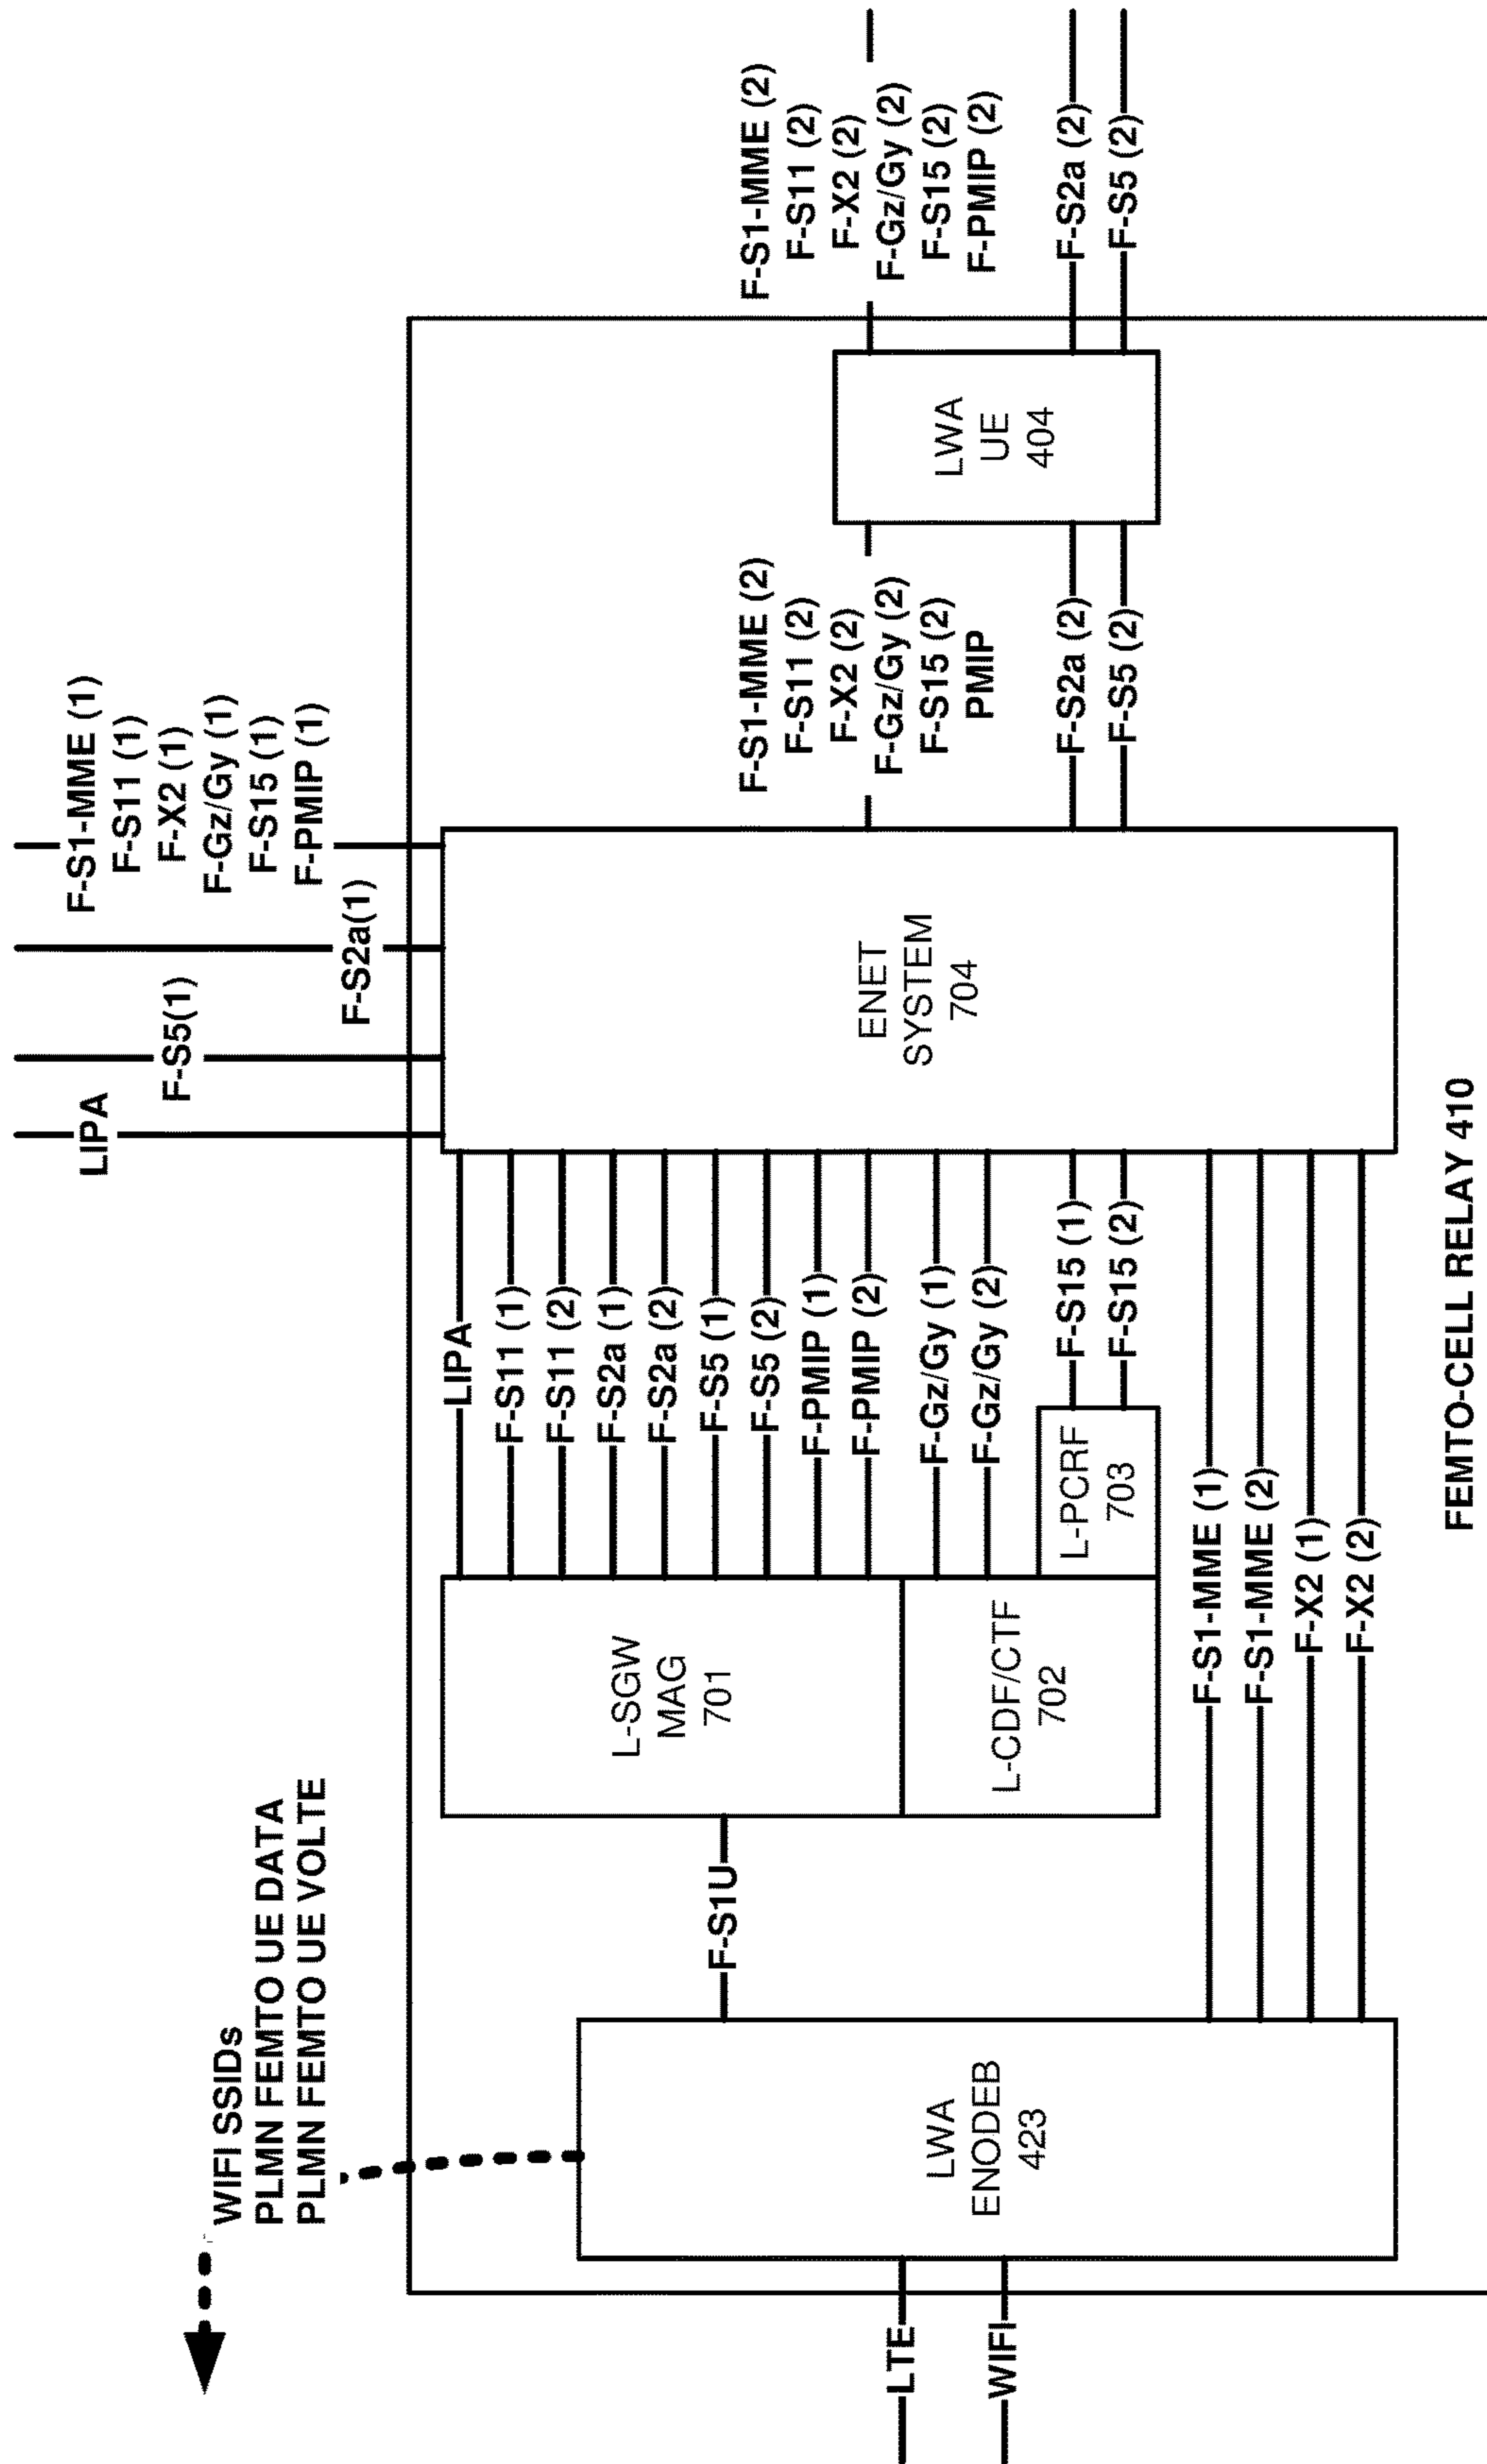 WIFI SSIDs
PLMN FEMTO UE DATA
PLMN FEMTO UE VOLTE
LIPA
F-S5(1)
F-S2a(1)
F-S1-MME (1)
F-S11 (1)
F-X2 (1)
F-Gz/Gy (1)
F-S15 (1)
F-PMIP (1)
LTE
WIFI
LWA
ENODEB
423
F-S1U
L-SGW
MAG
701
L-CDF/CTF
702
L-PCRF
703
LIPA
F-S11 (1)
F-S11 (2)
F-S2a (1)
F-S2a (2)
F-S5 (1)
F-S5 (2)
F-PMIP (1)
F-PMIP (2)
F-Gz/Gy (1)
F-Gz/Gy (2)
F-S15 (1)
F-S15 (2)
F-S1-MME (1)
F-S1-MME (2)
F-X2 (1)
F-X2 (2)
ENET
SYSTEM
704
F-S1-MME (2)
F-S11 (2)
F-X2 (2)
F-Gz/Gy (2)
F-S15 (2)
PMIP
F-S2a (2)
F-S5 (2)
LWA
UE
404
F-S1-MME (2)
F-S11 (2)
F-X2 (2)
F-Gz/Gy (2)
F-S15 (2)
F-PMIP (2)
F-S2a (2)
F-S5 (2)
FEMTO-CELL RELAY 410